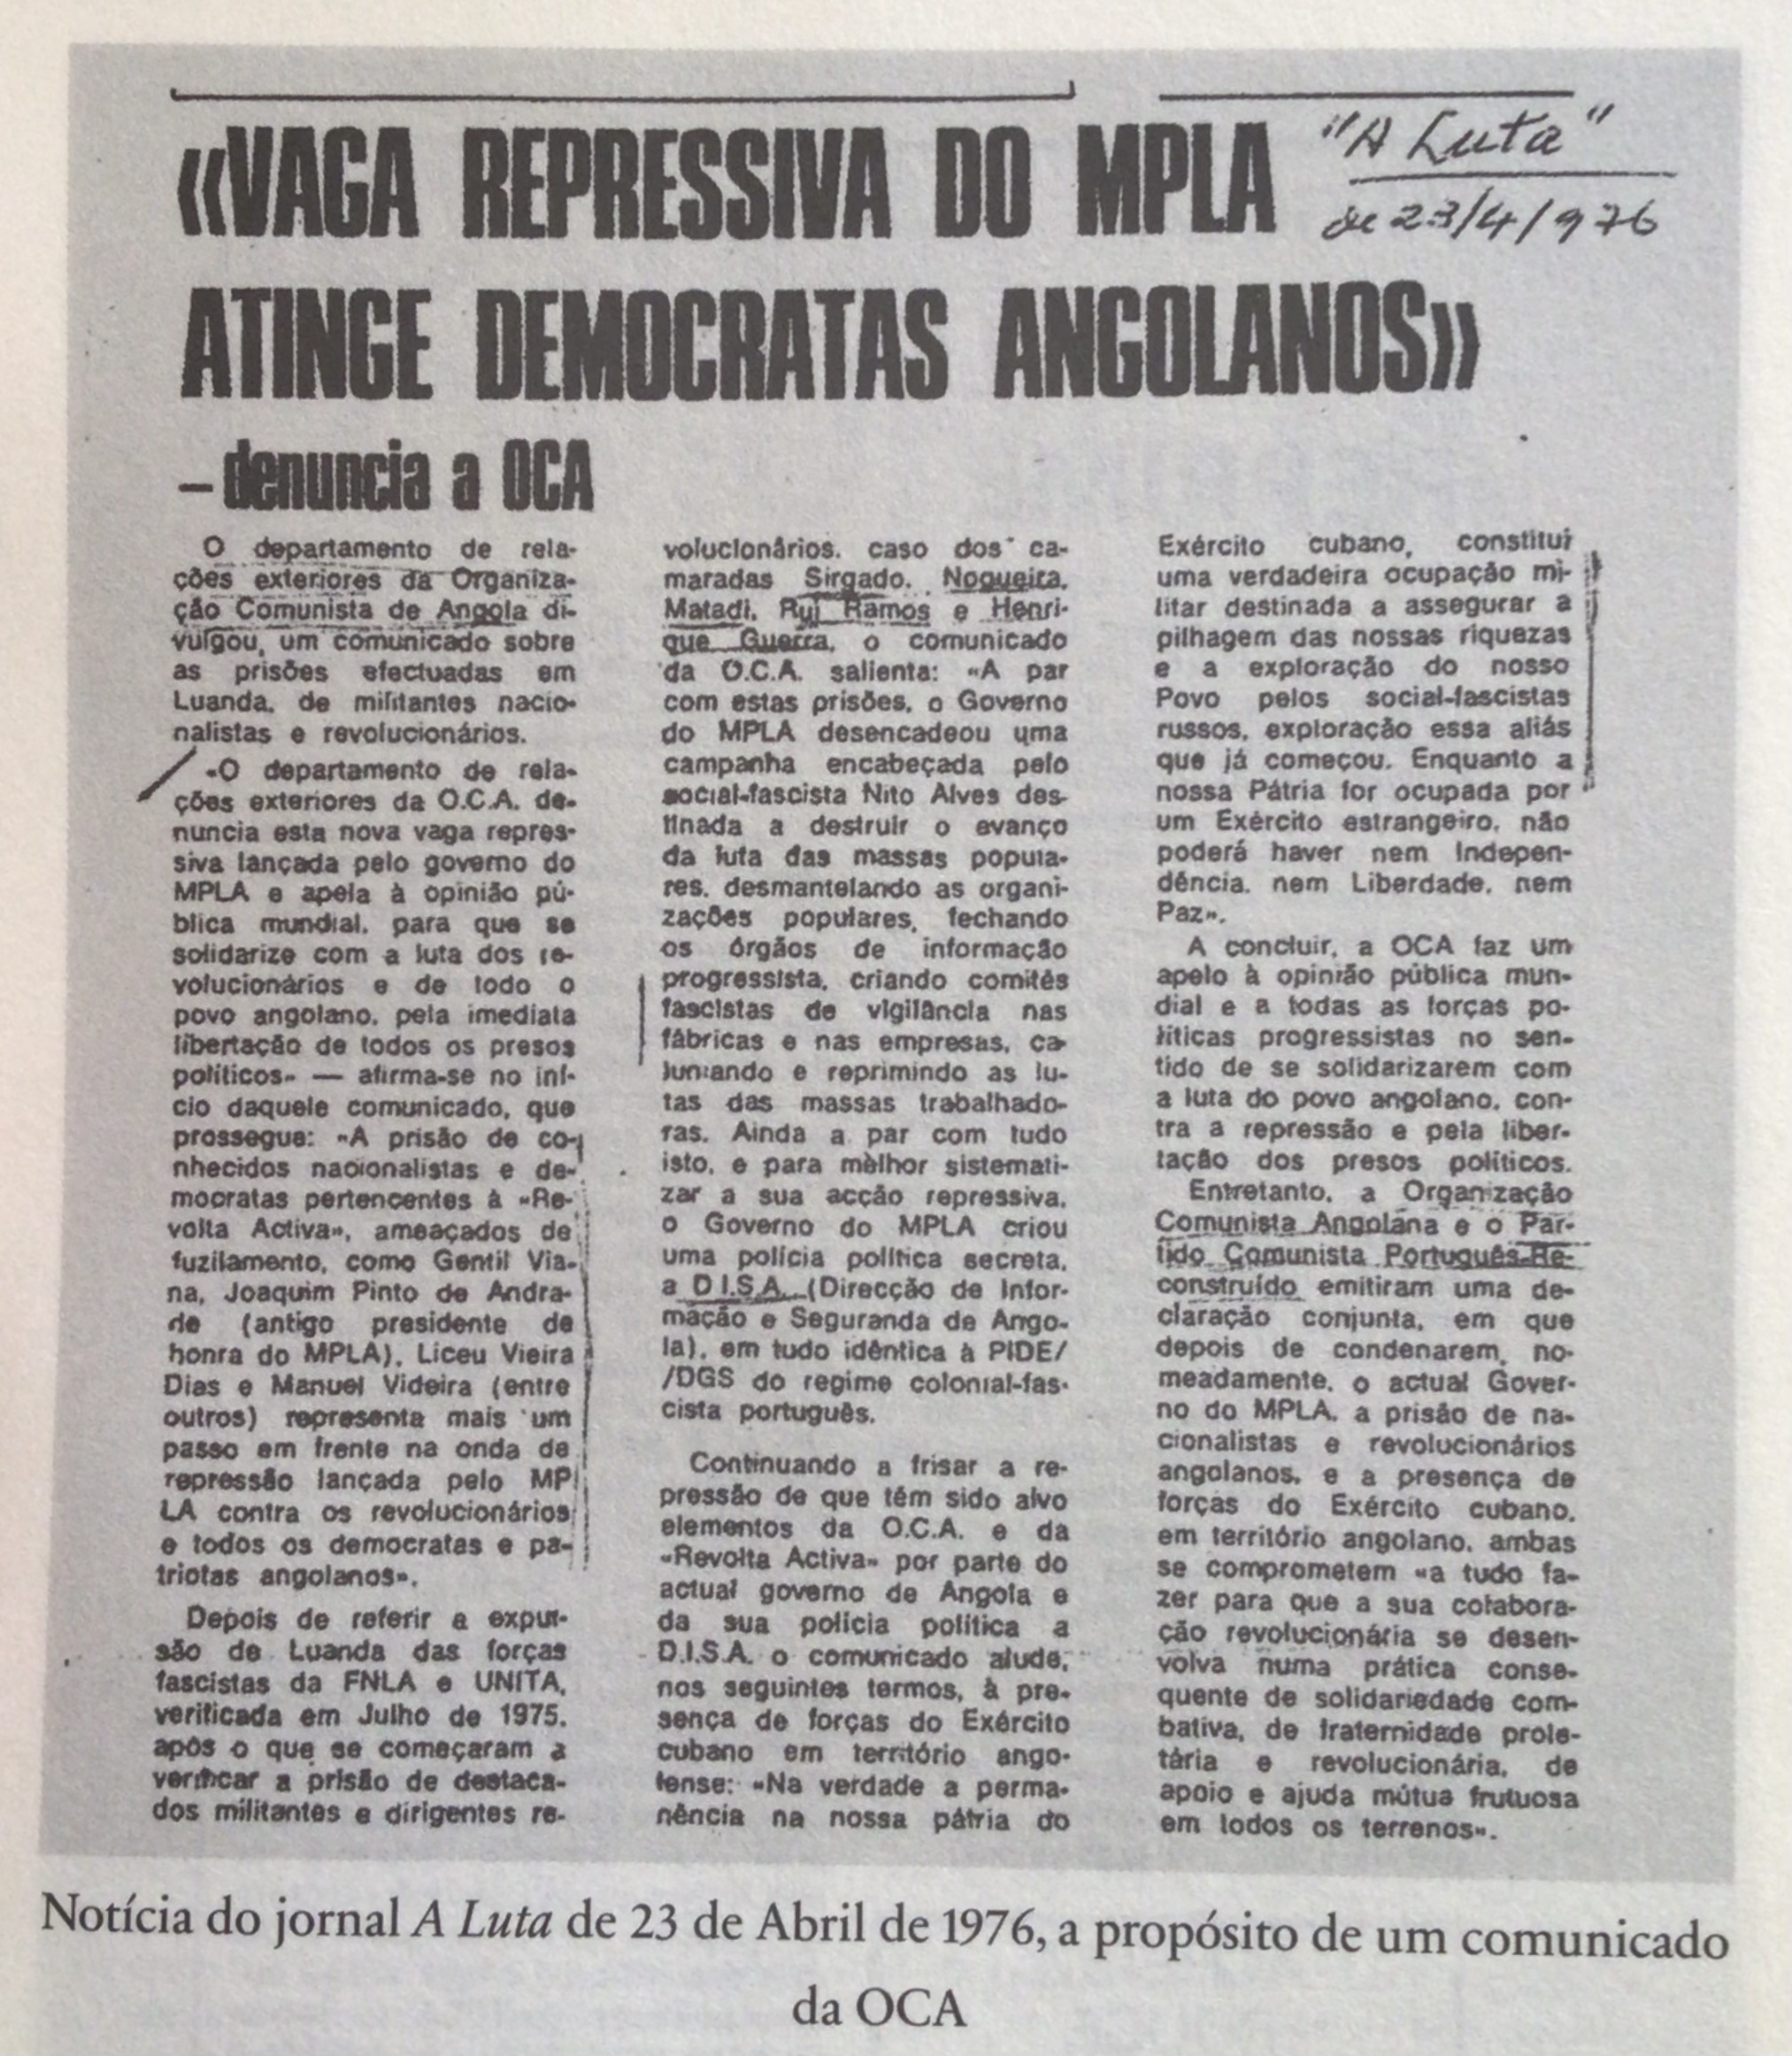 «VAGA REPRESSIVA DO MPLA
ATINGE DEMOCRATAS ANGOLANOS»
– denuncia a OCA
"A Luta"
de 23/4/976
O departamento de rela-
ções exteriores da Organiza-
ção Comunista de Angola di-
vulgou, um comunicado sobre
as prisões efectuadas em
Luanda, de militantes nacio-
nalistas e revolucionários.
«O departamento de rela-
ções exteriores da O.C.A. de-
nuncia esta nova vaga repres-
siva lançada pelo governo do
MPLA e apela à opinião pú-
blica mundial, para que se
solidarize com a luta dos re-
volucionários e de todo o
povo angolano, pela imediata
libertação de todos os presos
políticos» — afirma-se no iní-
cio daquele comunicado, que
prossegue: «A prisão de co-
nhecidos nacionalistas e de-
mocratas pertencentes à «Re-
volta Activa», ameaçados de
fuzilamento, como Gentil Via-
na, Joaquim Pinto de Andra-
de (antigo presidente de
honra do MPLA), Liceu Vieira
Dias e Manuel Videira (entre
outros) representa mais um
passo em frente na onda de
repressão lançada pelo MP
LA contra os revolucionários
e todos os democratas e pa-
triotas angolanos».
Depois de referir a expul-
são de Luanda das forças
fascistas da FNLA e UNITA,
verificada em Julho de 1975,
após o que se começaram a
verificar a prisão de destaca-
dos militantes e dirigentes re-
volucionários, caso dos ca-
maradas Sirgado, Nogueira,
Matadi, Rui Ramos e Henri-
que Guerra, o comunicado
da O.C.A. salienta: «A par
com estas prisões, o Governo
do MPLA desencadeou uma
campanha encabeçada pelo
social-fascista Nito Alves des-
tinada a destruir o avanço
da luta das massas popula-
res, desmantelando as organi-
zações populares, fechando
os órgãos de informação
progressista, criando comités
fascistas de vigilância nas
fábricas e nas empresas, ca-
luniando e reprimindo as lu-
tas das massas trabalhado-
ras. Ainda a par com tudo
isto, e para melhor sistemati-
zar a sua acção repressiva,
o Governo do MPLA criou
uma polícia política secreta,
a D.I.S.A. (Direcção de Infor-
mação e Seguranda de Ango-
la), em tudo idêntica à PIDE/
/DGS do regime colonial-fas-
cista português.
Continuando a frisar a re-
pressão de que têm sido alvo
elementos da O.C.A. e da
«Revolta Activa» por parte do
actual governo de Angola e
da sua polícia política a
D.I.S.A. o comunicado alude,
nos seguintes termos, à pre-
sença de forças do Exército
cubano em território ango-
lense: «Na verdade a perma-
nência na nossa pátria do
Exército cubano, constitui
uma verdadeira ocupação mi-
litar destinada a assegurar a
pilhagem das nossas riquezas
e a exploração do nosso
Povo pelos social-fascistas
russos, exploração essa aliás
que já começou. Enquanto a
nossa Pátria for ocupada por
um Exército estrangeiro, não
poderá haver nem Indepen-
dência, nem Liberdade, nem
Paz».
A concluir, a OCA faz um
apelo à opinião pública mun-
dial e a todas as forças po-
líticas progressistas no sen-
tido de se solidarizarem com
a luta do povo angolano, con-
tra a repressão e pela liber-
tação dos presos políticos.
Entretanto, a Organização
Comunista Angolana e o Par-
tido Comunista Português-Re-
construído emitiram uma de-
claração conjunta, em que
depois de condenarem, no-
meadamente, o actual Gover-
no do MPLA, a prisão de na-
cionalistas e revolucionários
angolanos, e a presença de
forças do Exército cubano,
em território angolano, ambas
se comprometem «a tudo fa-
zer para que a sua colabora-
ção revolucionária se desen-
volva numa prática conse-
quente de solidariedade com-
bativa, de fraternidade prole-
tária e revolucionária, de
apoio e ajuda mútua frutuosa
em todos os terrenos».
Notícia do jornal A Luta de 23 de Abril de 1976, a propósito de um comunicado
da OCA